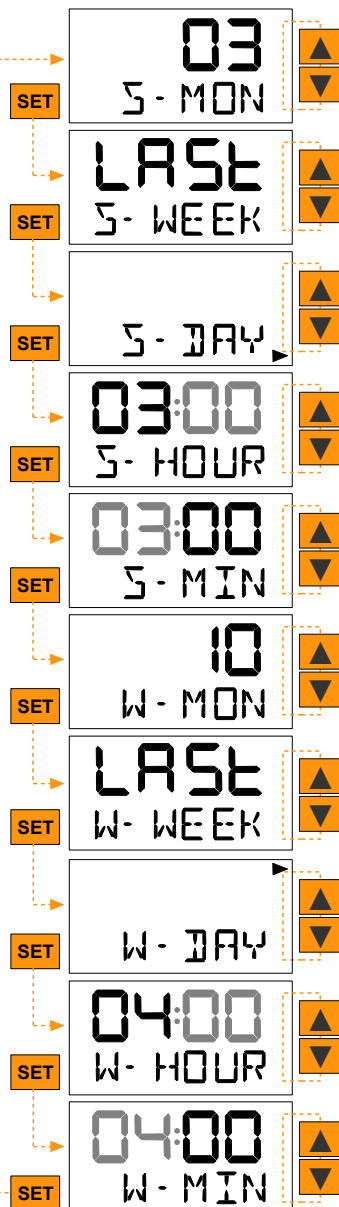 03
S-MON
SET
LASt
S-WEEK
SET
S-DAY
SET
03:00
S-HOUR
SET
03:00
S-MIN
SET
10
W-MON
SET
LASt
W-WEEK
SET
W-DAY
SET
04:00
W-HOUR
SET
04:00
W-MIN
SET